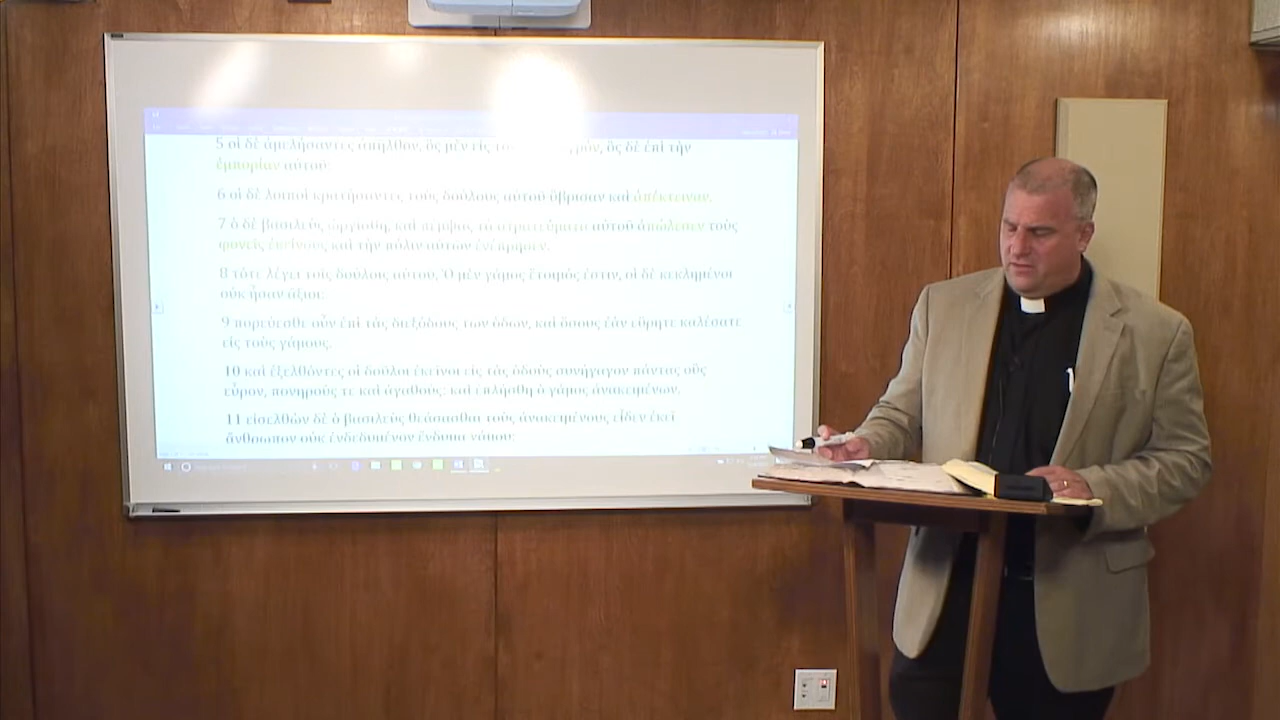 5 οἱ δὲ ἀμελήσαντες ἀπῆλθον, ὃς μὲν εἰς ὃς δὲ ἐπὶ τὴν
ἐμπορίαν αὐτοῦ·
6 οἱ δὲ λοιποὶ κρατήσαντες τοὺς δούλους αὐτοῦ ὕβρισαν καὶ ἀπέκτειναν.
7 ὁ δὲ βασιλεὺς ὠργίσθη, καὶ πέμψας τὰ στρατεύματα αὐτοῦ ἀπώλεσεν τοὺς
φονεῖς ἐκείνους καὶ τὴν πόλιν αὐτῶν ἐνέπρησεν.
8 τότε λέγει τοῖς δούλοις αὐτοῦ, Ὁ μὲν γάμος ἕτοιμός ἐστιν, οἱ δὲ κεκλημένοι
οὐκ ἦσαν ἄξιοι·
9 πορεύεσθε οὖν ἐπὶ τὰς διεξόδους τῶν ὁδῶν, καὶ ὅσους ἐὰν εὕρητε καλέσατε
εἰς τοὺς γάμους.
10 καὶ ἐξελθόντες οἱ δοῦλοι ἐκεῖνοι εἰς τὰς ὁδοὺς συνήγαγον πάντας οὓς
εὗρον, πονηρούς τε καὶ ἀγαθούς· καὶ ἐπλήσθη ὁ γάμος ἀνακειμένων.
11 εἰσελθὼν δὲ ὁ βασιλεὺς θεάσασθαι τοὺς ἀνακειμένους εἶδεν ἐκεῖ
ἄνθρωπον οὐκ ἐνδεδυμένον ἔνδυμα γάμου·